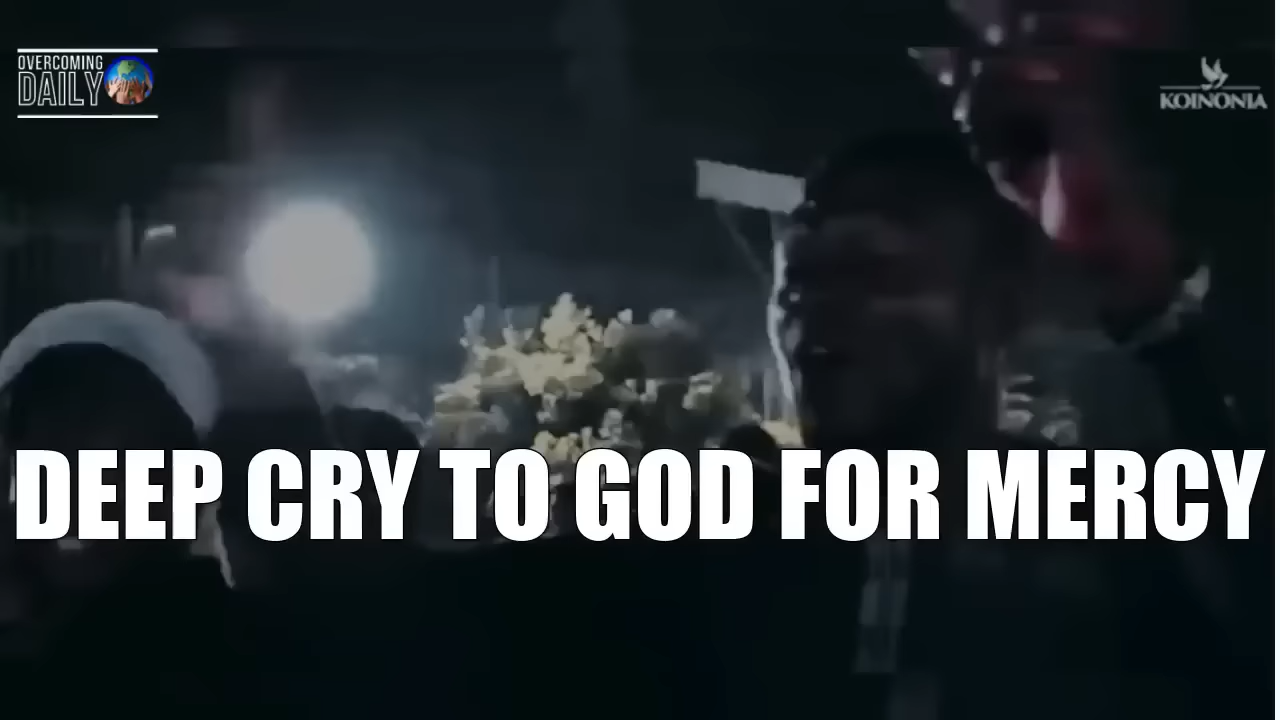 OVERCOMING
DAILY
KOINONIA
DEEP CRY TO GOD FOR MERCY